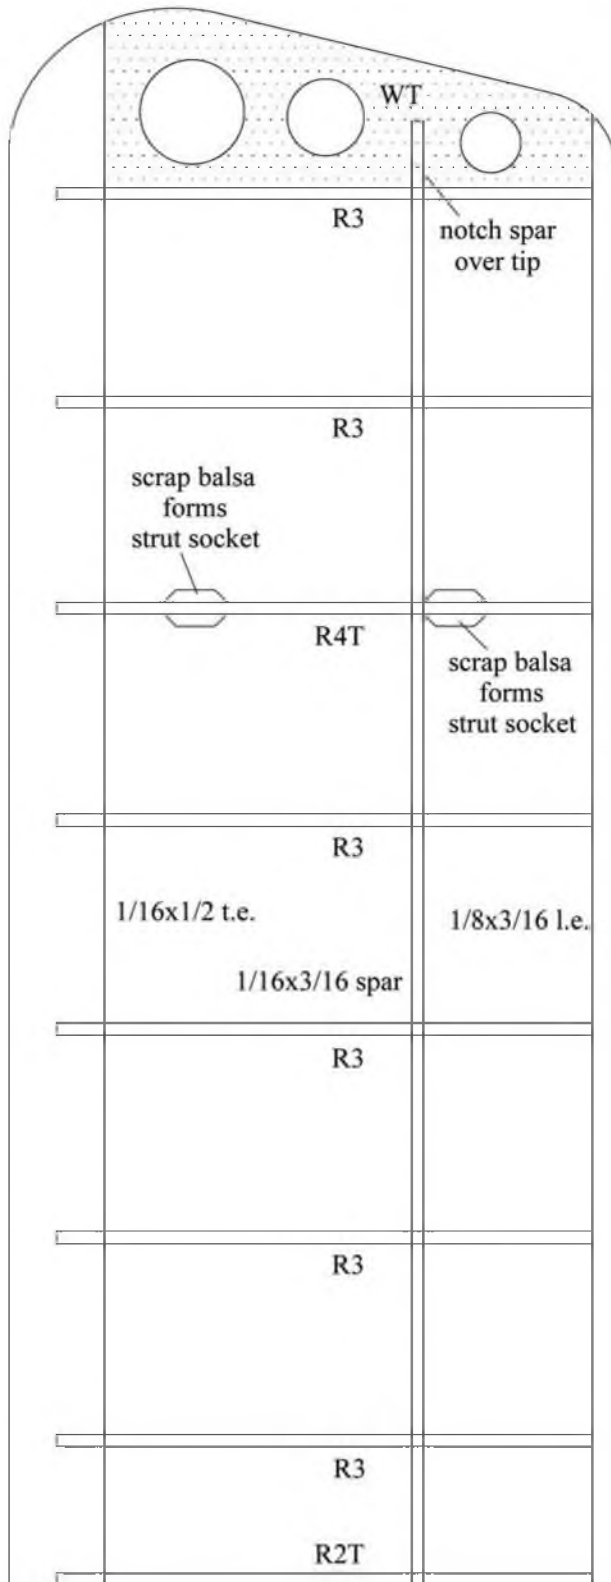 WT
R3
notch spar
over tip
R3
scrap balsa
forms
strut socket
R4T
scrap balsa
forms
strut socket
R3
1/16x1/2 t.e.
1/8x3/16 l.e.
1/16x3/16 spar
R3
R3
R3
R2T